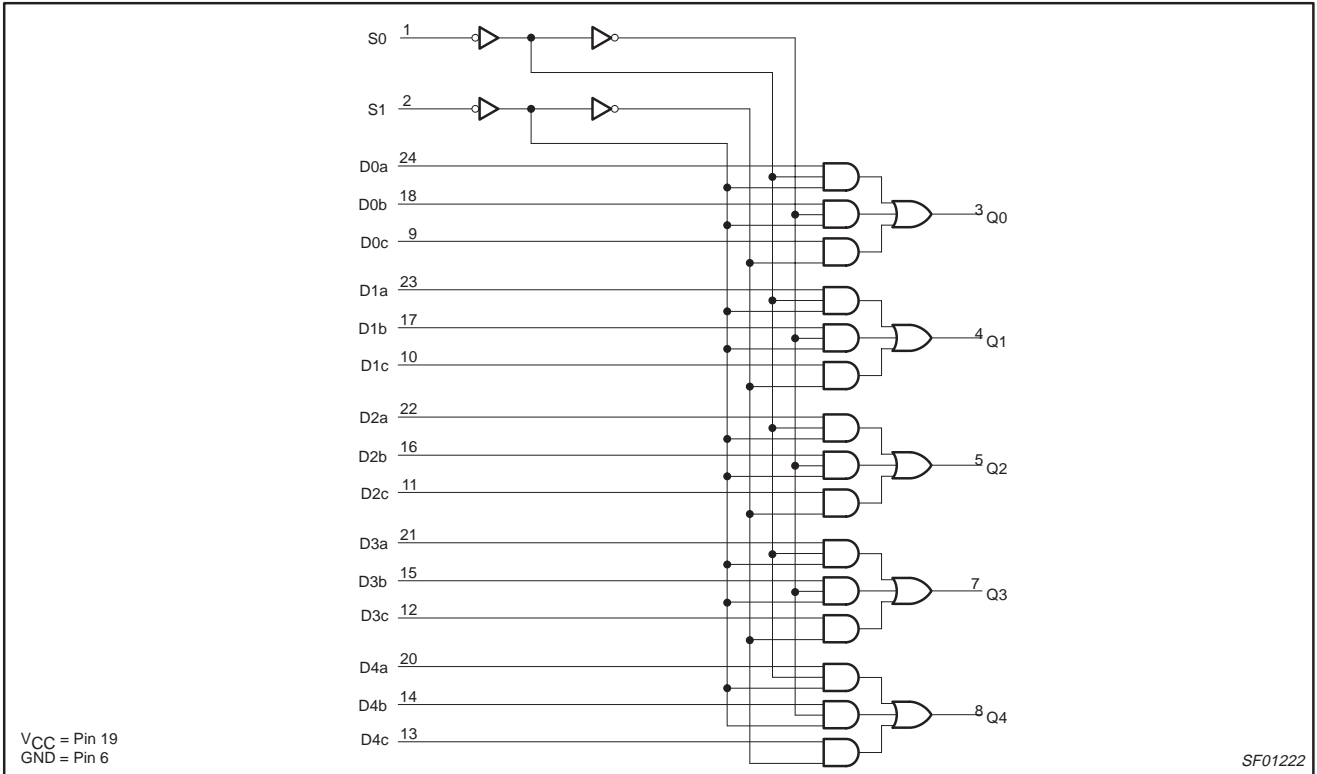 S0 1
S1 2
D0a 24
D0b 18
3 Q0
D0c 9
D1a 23
D1b 17
4 Q1
D1c 10
D2a 22
D2b 16
5 Q2
D2c 11
D3a 21
D3b 15
7 Q3
D3c 12
D4a 20
D4b 14
8 Q4
D4c 13
VCC = Pin 19
GND = Pin 6
SF01222